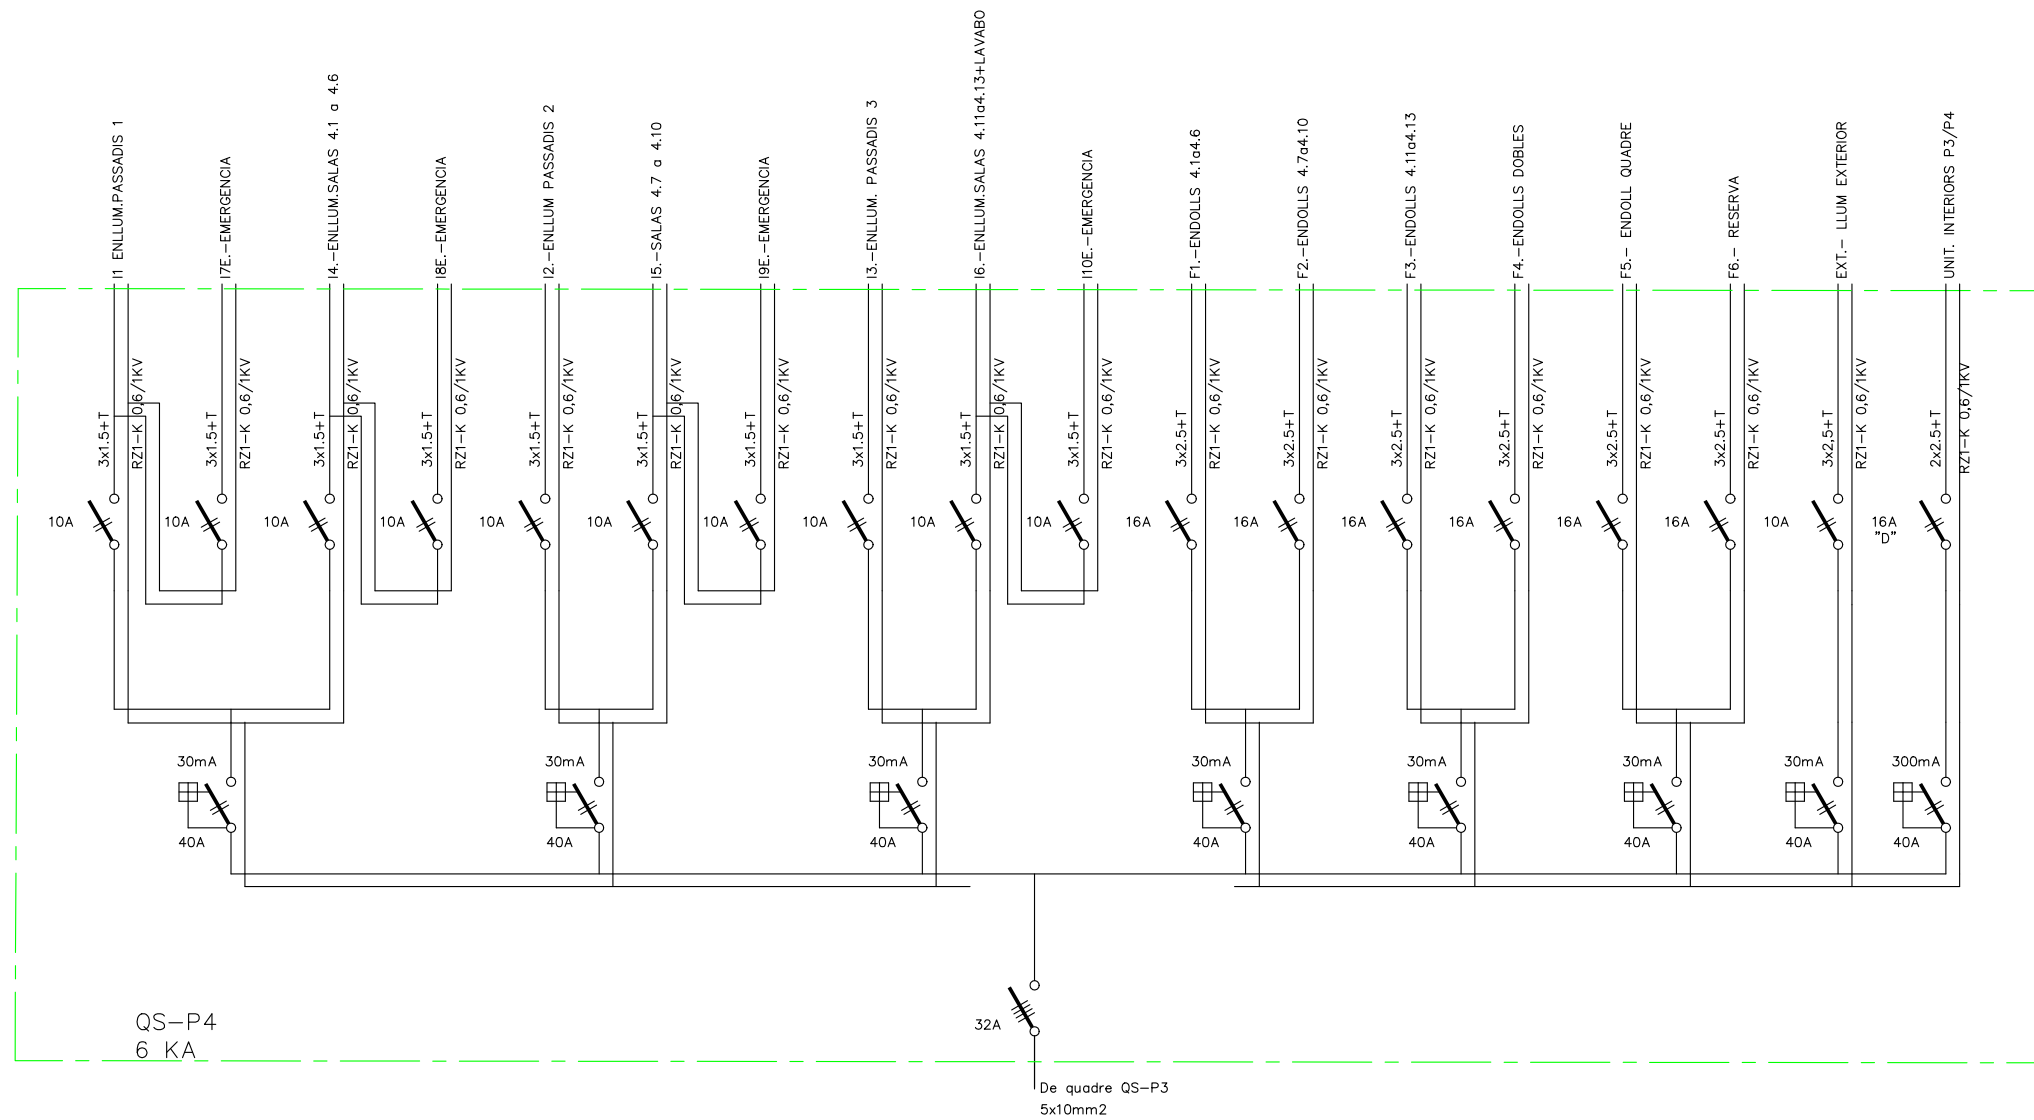 I1 ENLLUM.PASSADIS 1
I7E.-EMERGENCIA
I4.-ENLLUM.SALAS 4.1 a 4.6
I8E.-EMERGENCIA
I2.-ENLLUM PASSADIS 2
I5.-SALAS 4.7 a 4.10
I9E.-EMERGENCIA
I3.-ENLLUM. PASSADIS 3
I6.-ENLLUM.SALAS 4.11a4.13+LAVABO
I10E.-EMERGENCIA
F1.-ENDOLLS 4.1a4.6
F2.-ENDOLLS 4.7a4.10
F3.-ENDOLLS 4.11a4.13
F4.-ENDOLLS DOBLES
F5.- ENDOLL QUADRE
F6.- RESERVA
EXT.- LLUM EXTERIOR
UNIT. INTERIORS P3/P4
3x1.5+T
RZ1-K 0,6/1KV
3x1.5+T
RZ1-K 0,6/1KV
3x1.5+T
RZ1-K 0,6/1KV
3x1.5+T
RZ1-K 0,6/1KV
3x1.5+T
RZ1-K 0,6/1KV
3x1.5+T
RZ1-K 0,6/1KV
3x1.5+T
RZ1-K 0,6/1KV
3x1.5+T
RZ1-K 0,6/1KV
3x1.5+T
RZ1-K 0,6/1KV
3x1.5+T
RZ1-K 0,6/1KV
3x2.5+T
RZ1-K 0,6/1KV
3x2.5+T
RZ1-K 0,6/1KV
3x2.5+T
RZ1-K 0,6/1KV
3x2.5+T
RZ1-K 0,6/1KV
3x2.5+T
RZ1-K 0,6/1KV
3x2.5+T
RZ1-K 0,6/1KV
3x2,5+T
RZ1-K 0,6/1KV
2x2.5+T
RZ1-K 0,6/1KV
10A
10A
10A
10A
10A
10A
10A
10A
10A
10A
16A
16A
16A
16A
16A
16A
10A
16A
"D"
30mA
30mA
30mA
30mA
30mA
30mA
30mA
300mA
40A
40A
40A
40A
40A
40A
40A
40A
32A
QS-P4
6 KA
De quadre QS-P3
5x10mm2